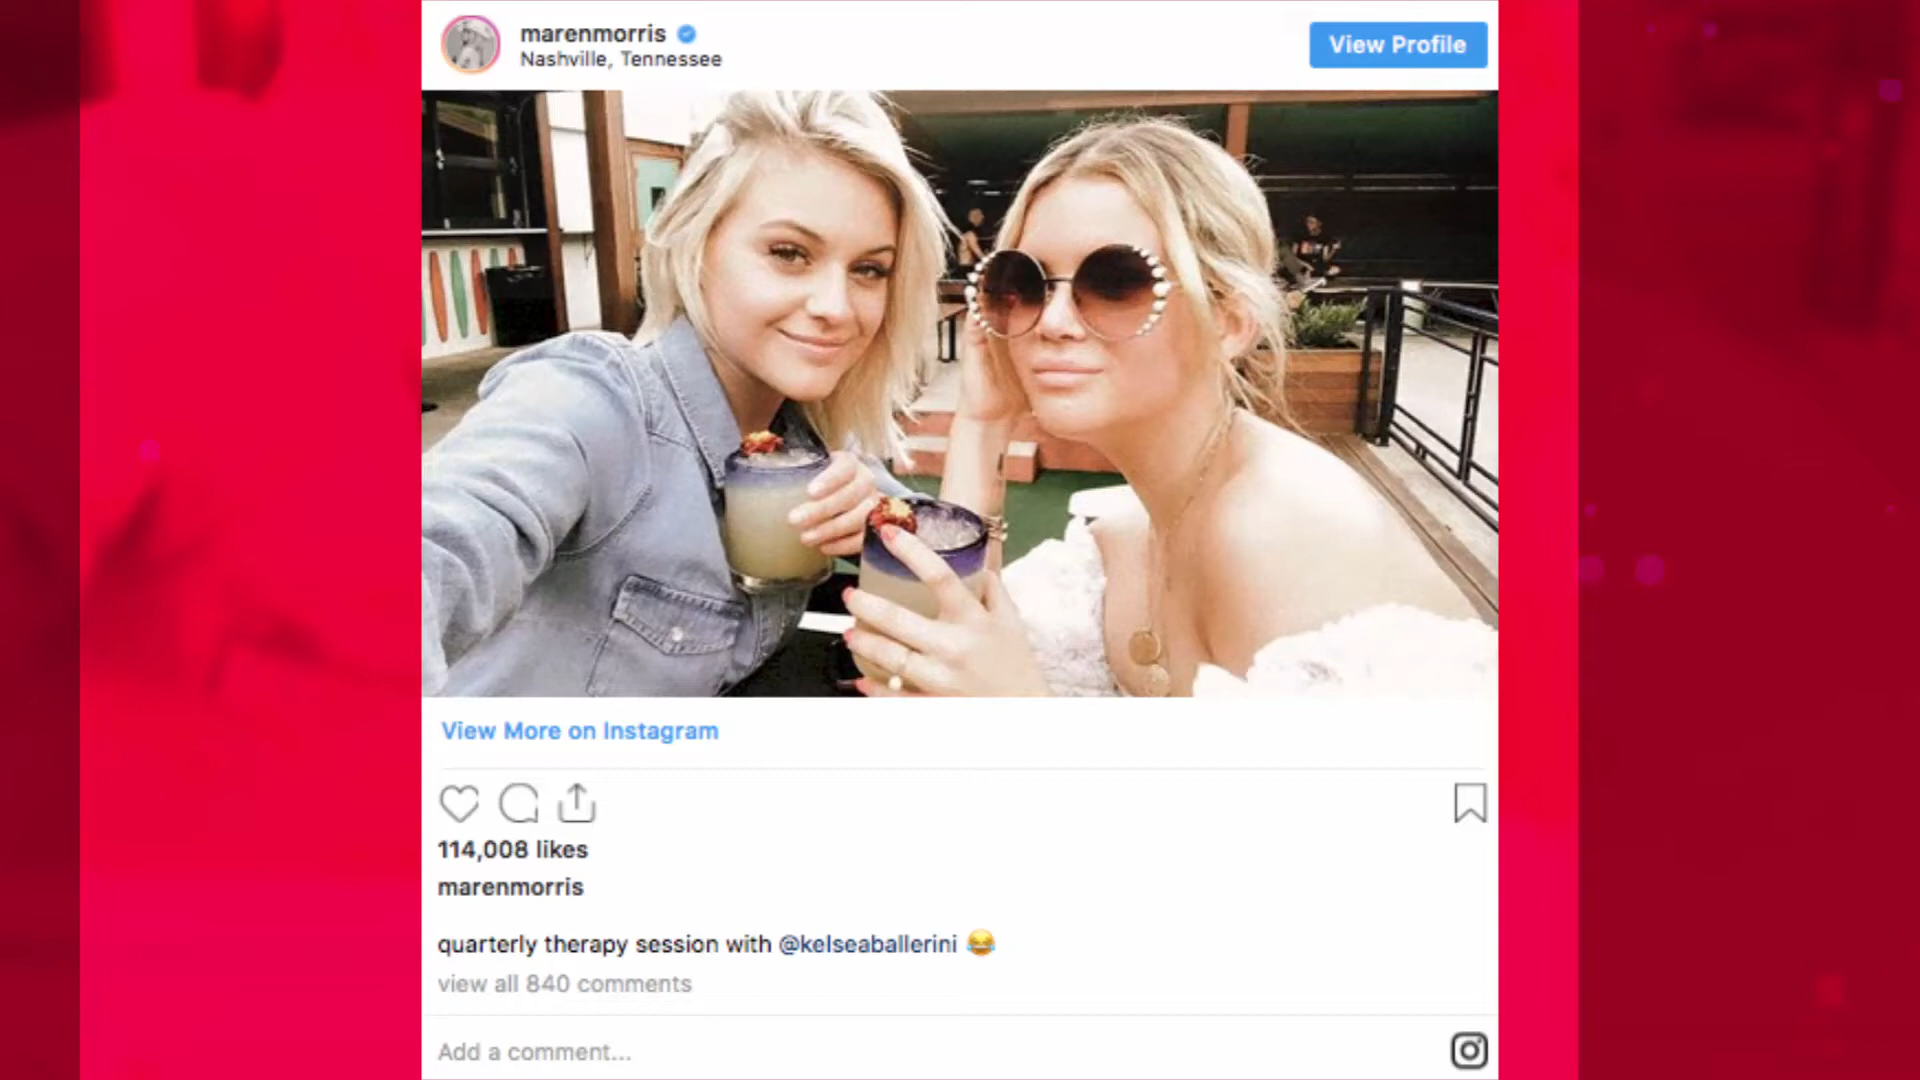 marenmorris
Nashville, Tennessee
View Profile
View More on Instagram
114,008 likes
marenmorris
quarterly therapy session with @kelseaballerini 😂
view all 840 comments
Add a comment...